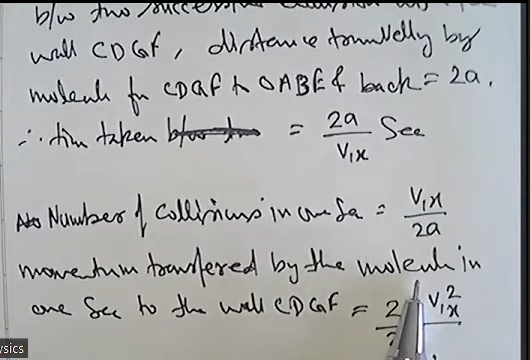 b/w two successive
wall CDGF, distance travelled by
molecule fr CDGF to OABE & back = 2a.
∴ time taken = 2a/V₁x Sec
Number of collisions in one Sec = V₁x/2a
momentum transfered by the molecule in
one Sec to the wall CDGF = 2 V₁x²
sics